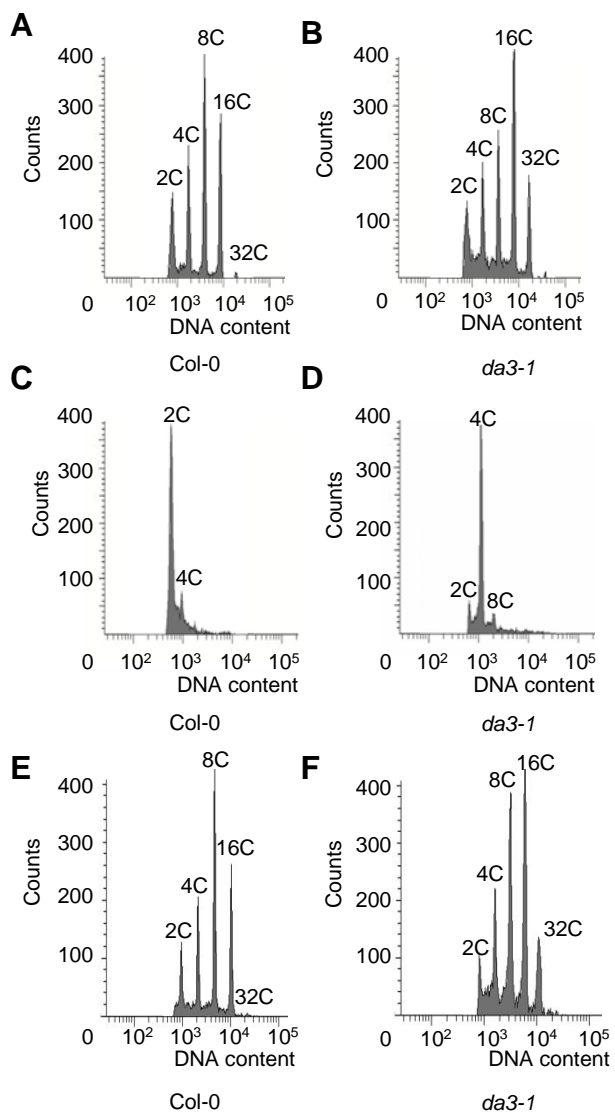 A
400
300
200
100
0
Counts
2C
4C
8C
16C
32C
10² 10³ 10⁴ 10⁵
DNA content
Col-0
B
400
300
200
100
0
Counts
2C
4C
8C
16C
32C
10² 10³ 10⁴ 10⁵
DNA content
da3-1
C
400
300
200
100
0
Counts
2C
4C
10² 10³ 10⁴ 10⁵
DNA content
Col-0
D
400
300
200
100
0
Counts
2C
4C
8C
10² 10³ 10⁴ 10⁵
DNA content
da3-1
E
400
300
200
100
0
Counts
2C
4C
8C
16C
32C
10² 10³ 10⁴ 10⁵
DNA content
Col-0
F
400
300
200
100
0
Counts
2C
4C
8C
16C
32C
10² 10³ 10⁴ 10⁵
DNA content
da3-1